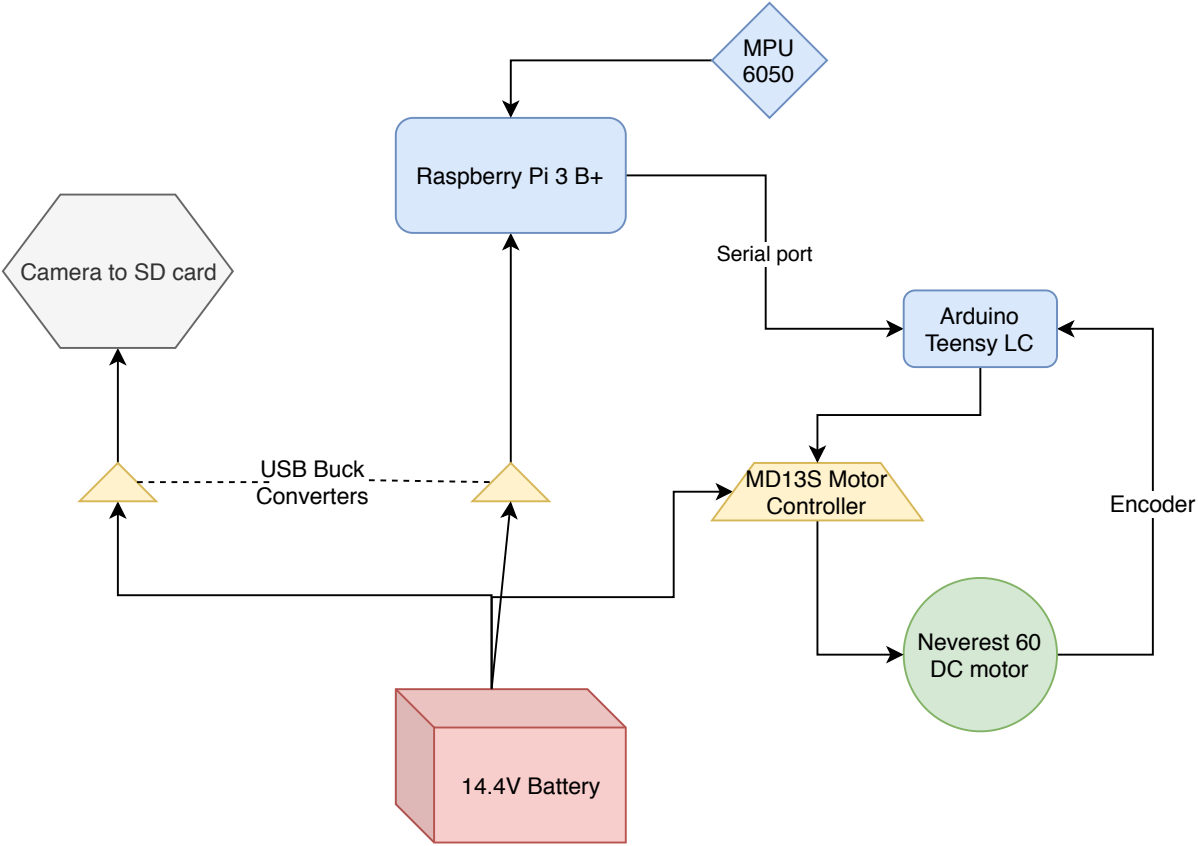 MPU
6050
Raspberry Pi 3 B+
Serial port
Camera to SD card
Arduino
Teensy LC
USB Buck
Converters
MD13S Motor
Controller
Encoder
Neverest 60
DC motor
14.4V Battery